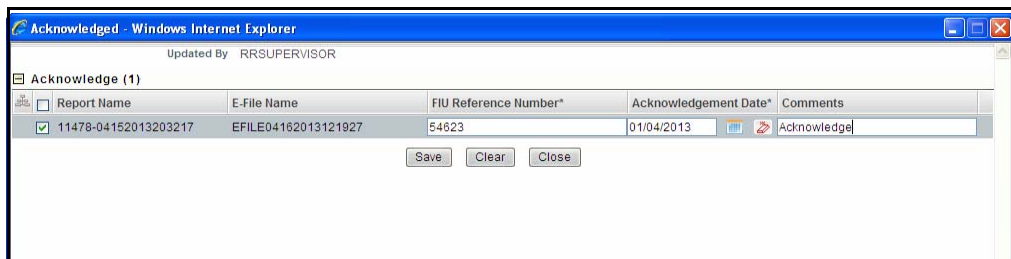 Acknowledged - Windows Internet Explorer
Updated By RRSUPERVISOR
Acknowledge (1)
Report Name E-File Name FIU Reference Number* Acknowledgement Date* Comments
11478-04152013203217 EFILE04162013121927 54623 01/04/2013 Acknowledge
Save Clear Close